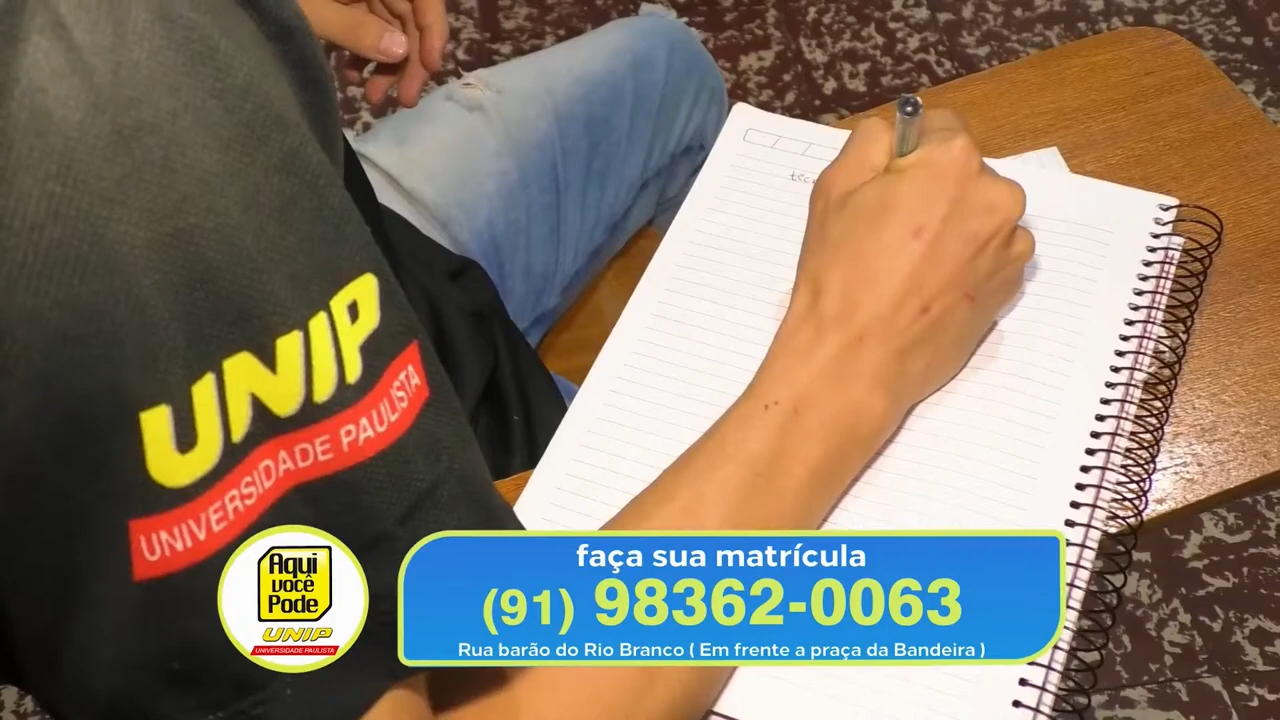 UNIP
UNIVERSIDADE PAULISTA
Aqui
você
Pode
UNIP
UNIVERSIDADE PAULISTA
faça sua matrícula
(91) 98362-0063
Rua barão do Rio Branco ( Em frente a praça da Bandeira )